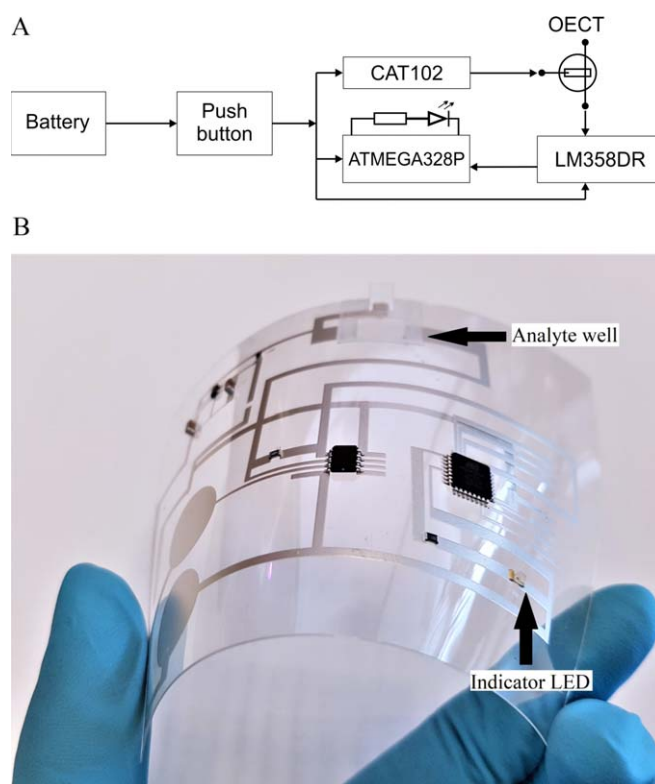 A
OECT
CAT102
Battery
Push
button
ATMEGA328P
LM358DR
B
Analyte well
Indicator LED